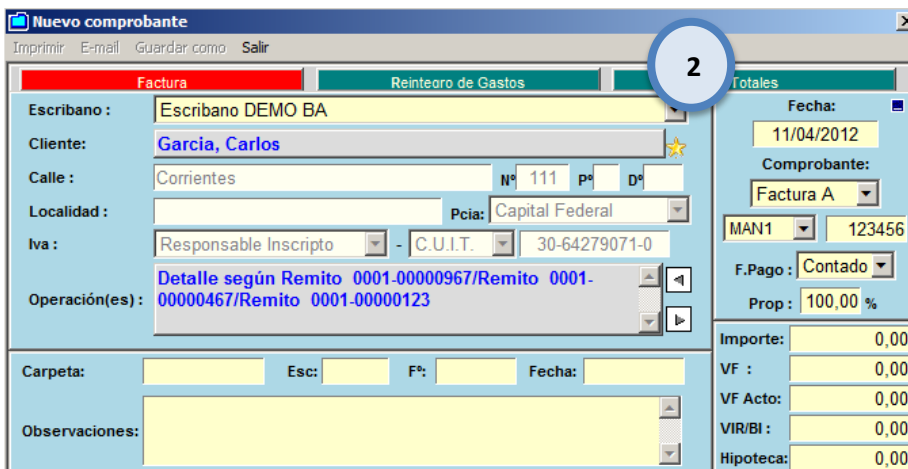 Nuevo comprobante
Imprimir E-mail Guardar como Salir
Factura Reintegro de Gastos 2 Totales
Escribano : Escribano DEMO BA
Cliente: Garcia, Carlos
Calle : Corrientes Nº 111 Pº Dº
Localidad : Pcia: Capital Federal
Iva : Responsable Inscripto - C.U.I.T. 30-64279071-0
Operación(es) : Detalle según Remito 0001-00000967/Remito 0001-
00000467/Remito 0001-00000123
Carpeta: Esc: Fº: Fecha:
Observaciones:
Fecha:
11/04/2012
Comprobante:
Factura A
MAN1 123456
F.Pago : Contado
Prop : 100,00 %
Importe: 0,00
VF : 0,00
VF Acto: 0,00
VIR/BI : 0,00
Hipoteca: 0,00